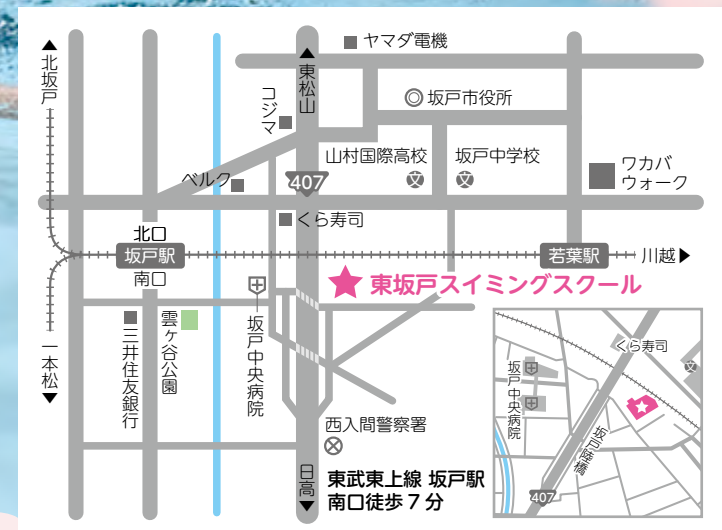 ▲北坂戸
ヤマダ電機
▲東松山
コジマ
◎坂戸市役所
山村国際高校
坂戸中学校
文
文
ワカバ
ウォーク
ベルク
407
くら寿司
北口
坂戸駅
南口
若葉駅
川越▶
★東坂戸スイミングスクール
一本松▼
三井住友銀行
雲ヶ谷公園
坂戸中央病院
西入間警察署
日高▼
東武東上線 坂戸駅
南口徒歩7分
くら寿司
文
坂戸中央病院
坂戸陸橋
407